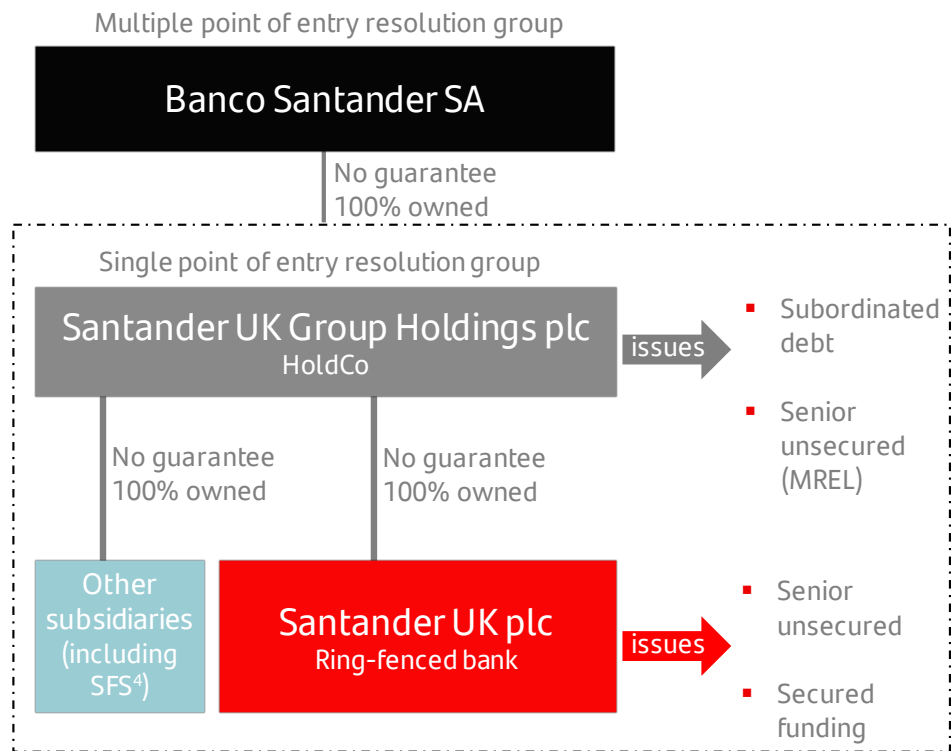 Multiple point of entry resolution group
Banco Santander SA
No guarantee
100% owned
Single point of entry resolution group
Santander UK Group Holdings plc
HoldCo
issues
▪ Subordinated
debt
▪ Senior
unsecured
(MREL)
No guarantee
100% owned
No guarantee
100% owned
Other
subsidiaries
(including
SFS⁴)
Santander UK plc
Ring-fenced bank
issues
▪ Senior
unsecured
▪ Secured
funding